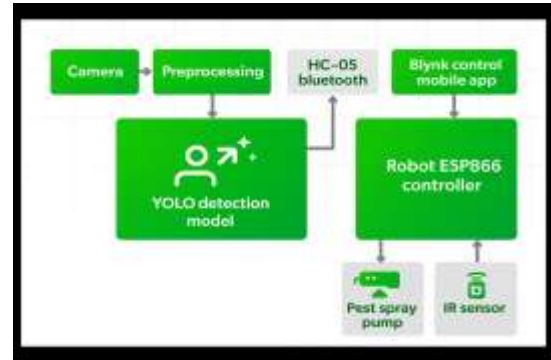 Camera
Preprocessing
HC-05
bluetooth
Blynk control
mobile app
YOLO detection
model
Robot ESP866
controller
Pest spray
pump
IR sensor